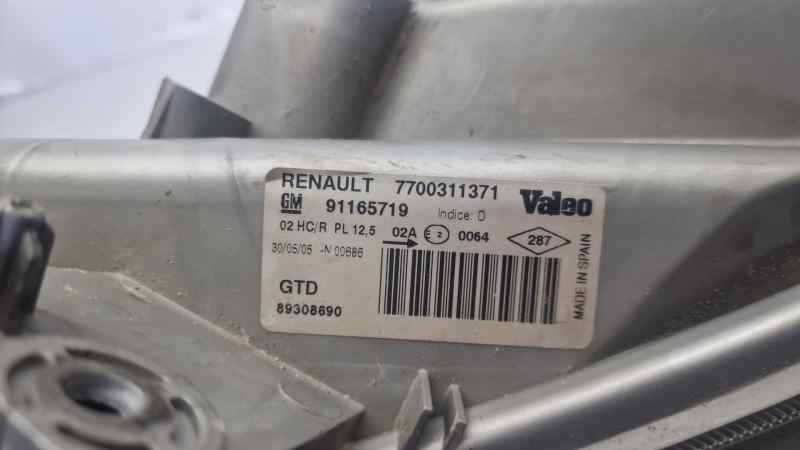 RENAULT 7700311371 Valeo
GM 91165719 Indice: D
02 HC/R PL 12,5 02A E2 0064 287
30/05/05 -N 00686
GTD
89308690
MADE IN SPAIN